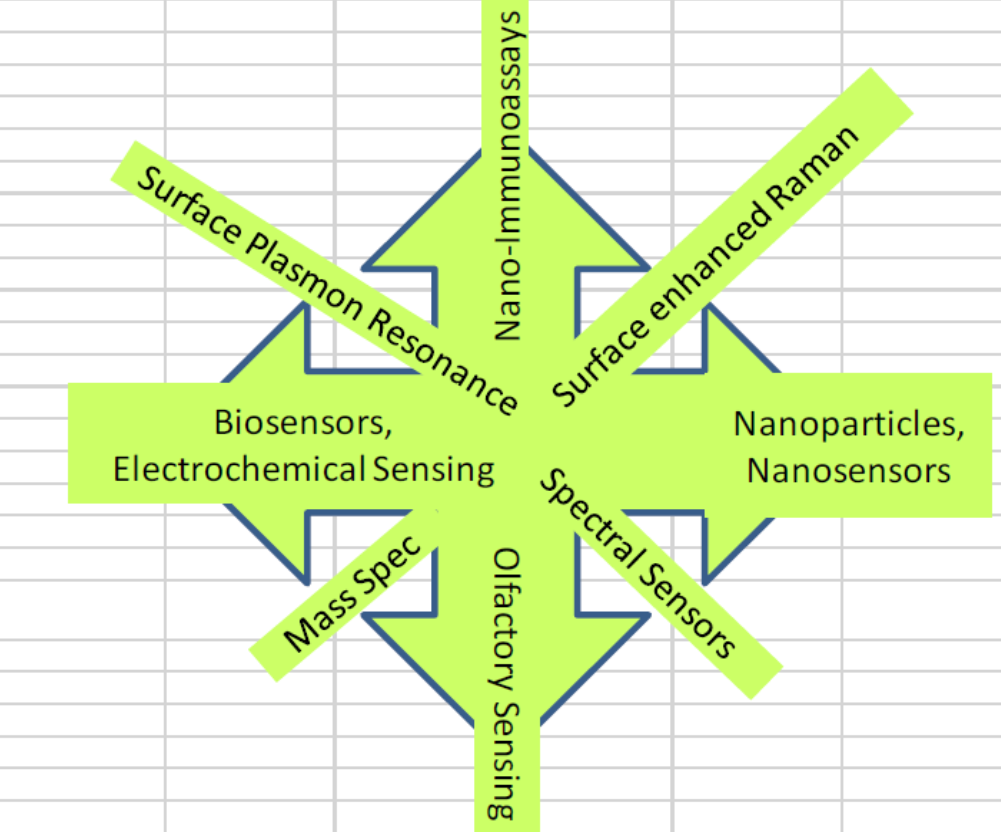 Nano-Immunoassays
Surface enhanced Raman
Surface Plasmon Resonance
Biosensors,
Electrochemical Sensing
Nanoparticles,
Nanosensors
Mass Spec
Spectral Sensors
Olfactory Sensing